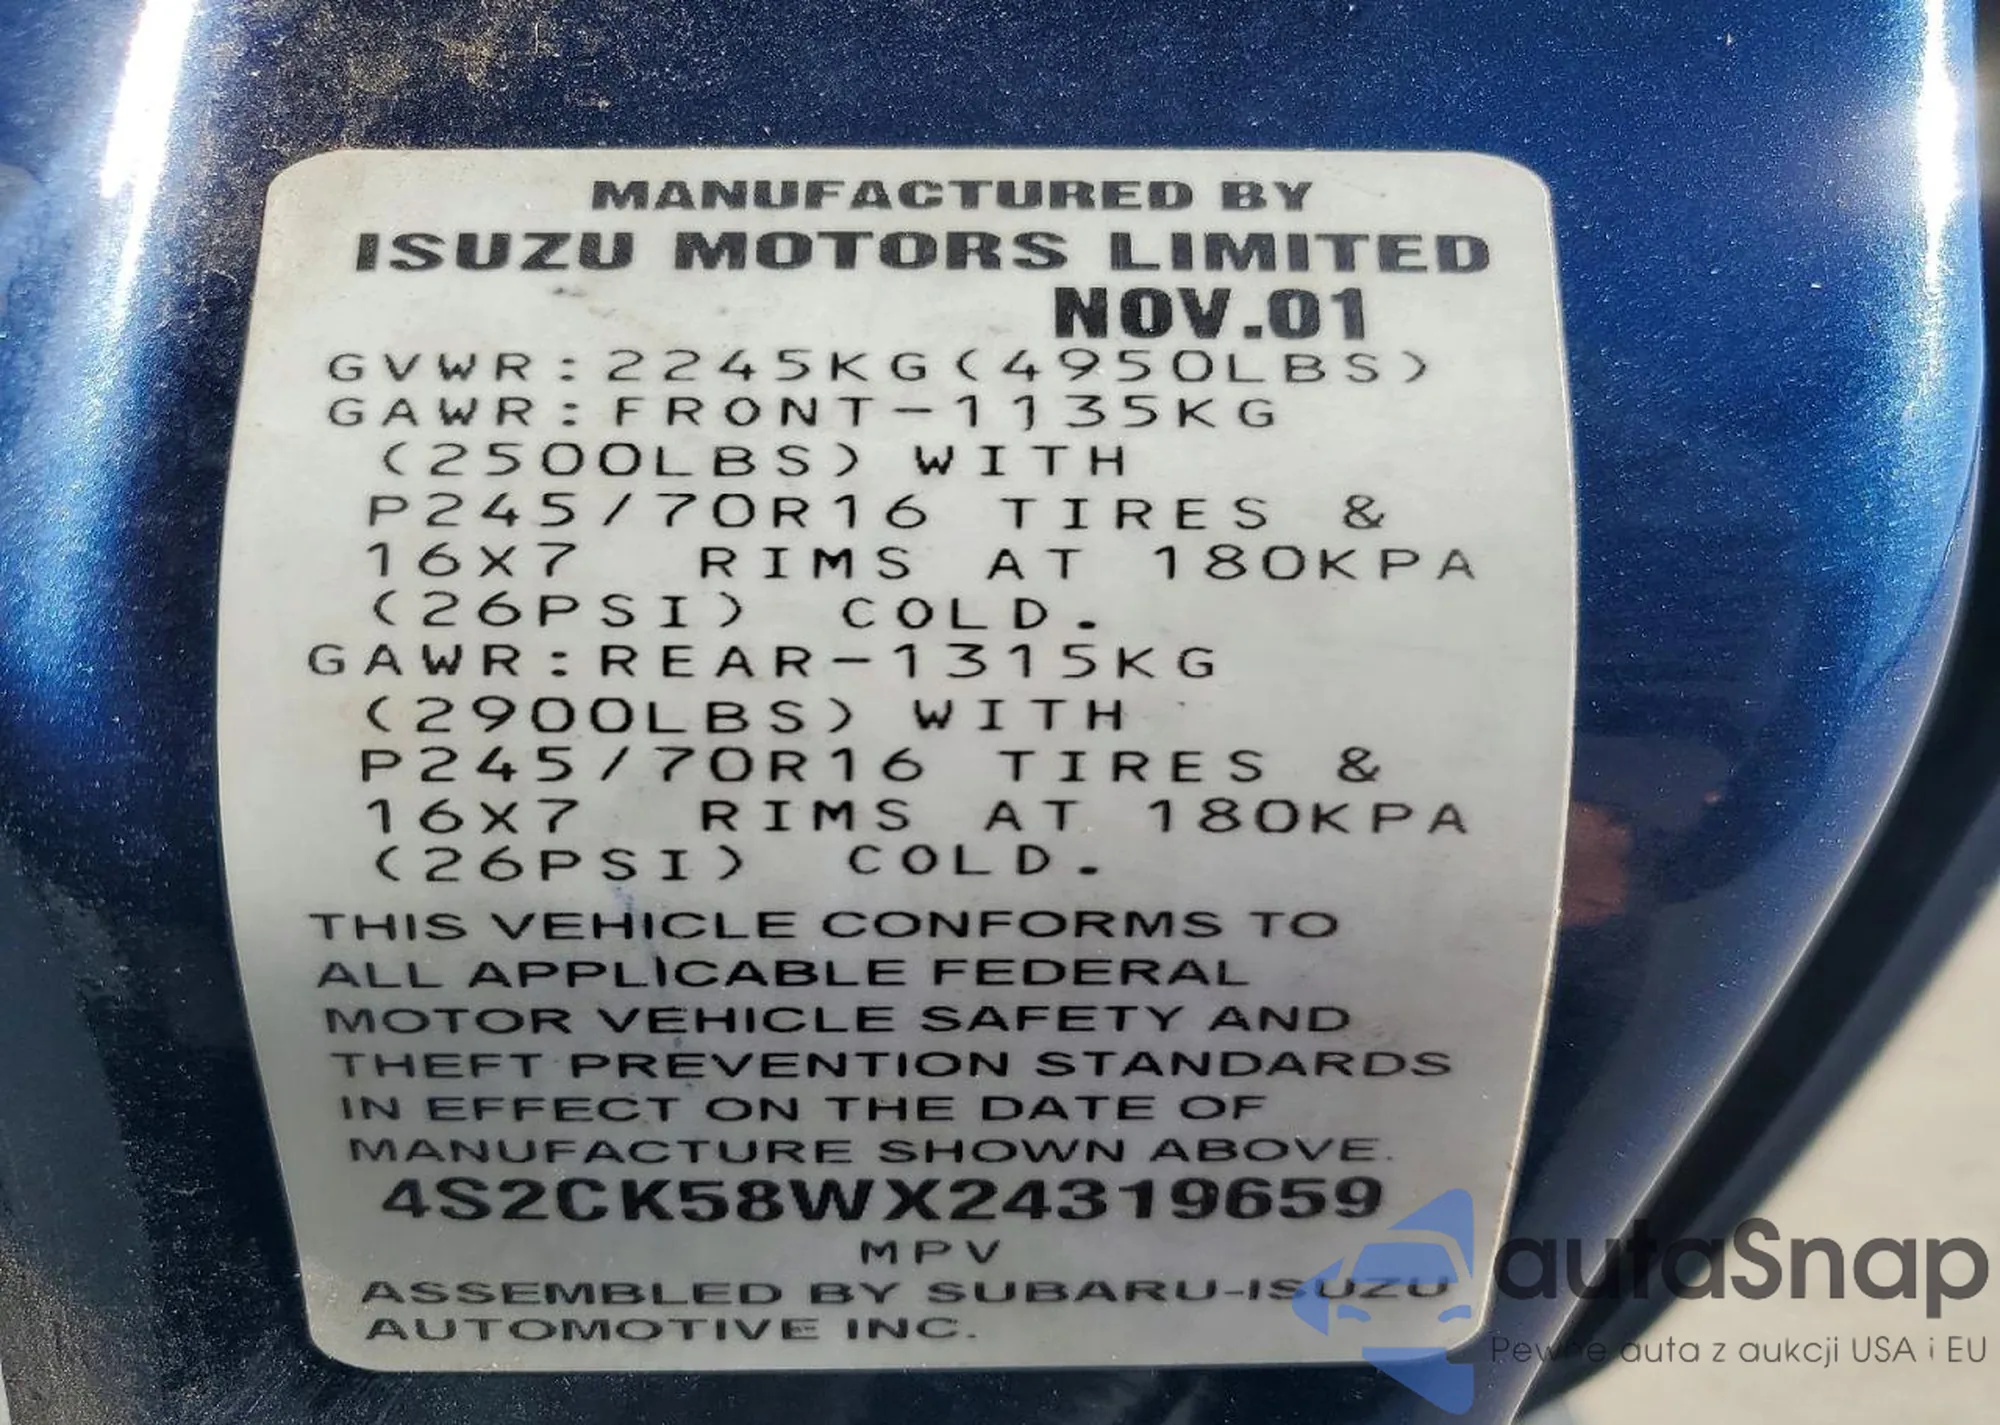 MANUFACTURED BY
ISUZU MOTORS LIMITED
NOV.01
GVWR:2245KG(4950LBS)
GAWR:FRONT-1135KG
(2500LBS) WITH
P245/70R16 TIRES &
16X7 RIMS AT 180KPA
(26PSI) COLD.
GAWR:REAR-1315KG
(2900LBS) WITH
P245/70R16 TIRES &
16X7 RIMS AT 180KPA
(26PSI) COLD.
THIS VEHICLE CONFORMS TO
ALL APPLICABLE FEDERAL
MOTOR VEHICLE SAFETY AND
THEFT PREVENTION STANDARDS
IN EFFECT ON THE DATE OF
MANUFACTURE SHOWN ABOVE.
4S2CK58WX24319659
MPV
ASSEMBLED BY SUBARU-ISUZU
AUTOMOTIVE INC.
autaSnap
Pewne auta z aukcji USA i EU